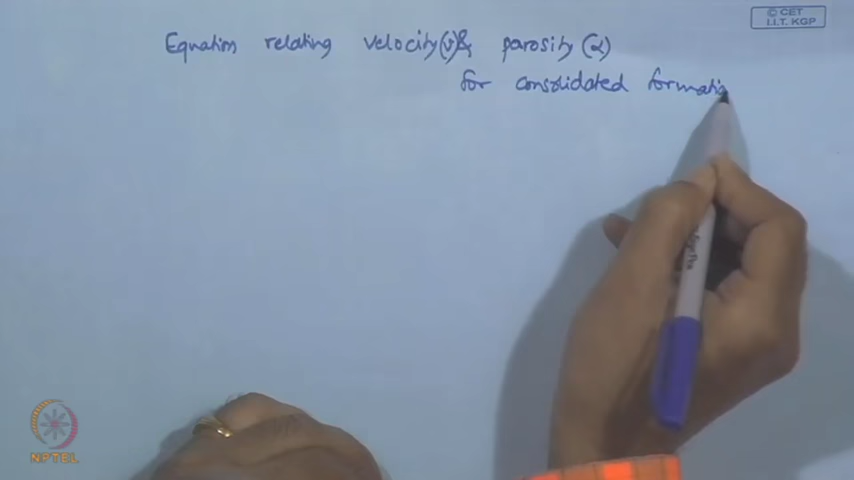 © CET
I.I.T. KGP
Equation relating velocity(v)& porosity (α)
for consolidated formatio
NPTEL